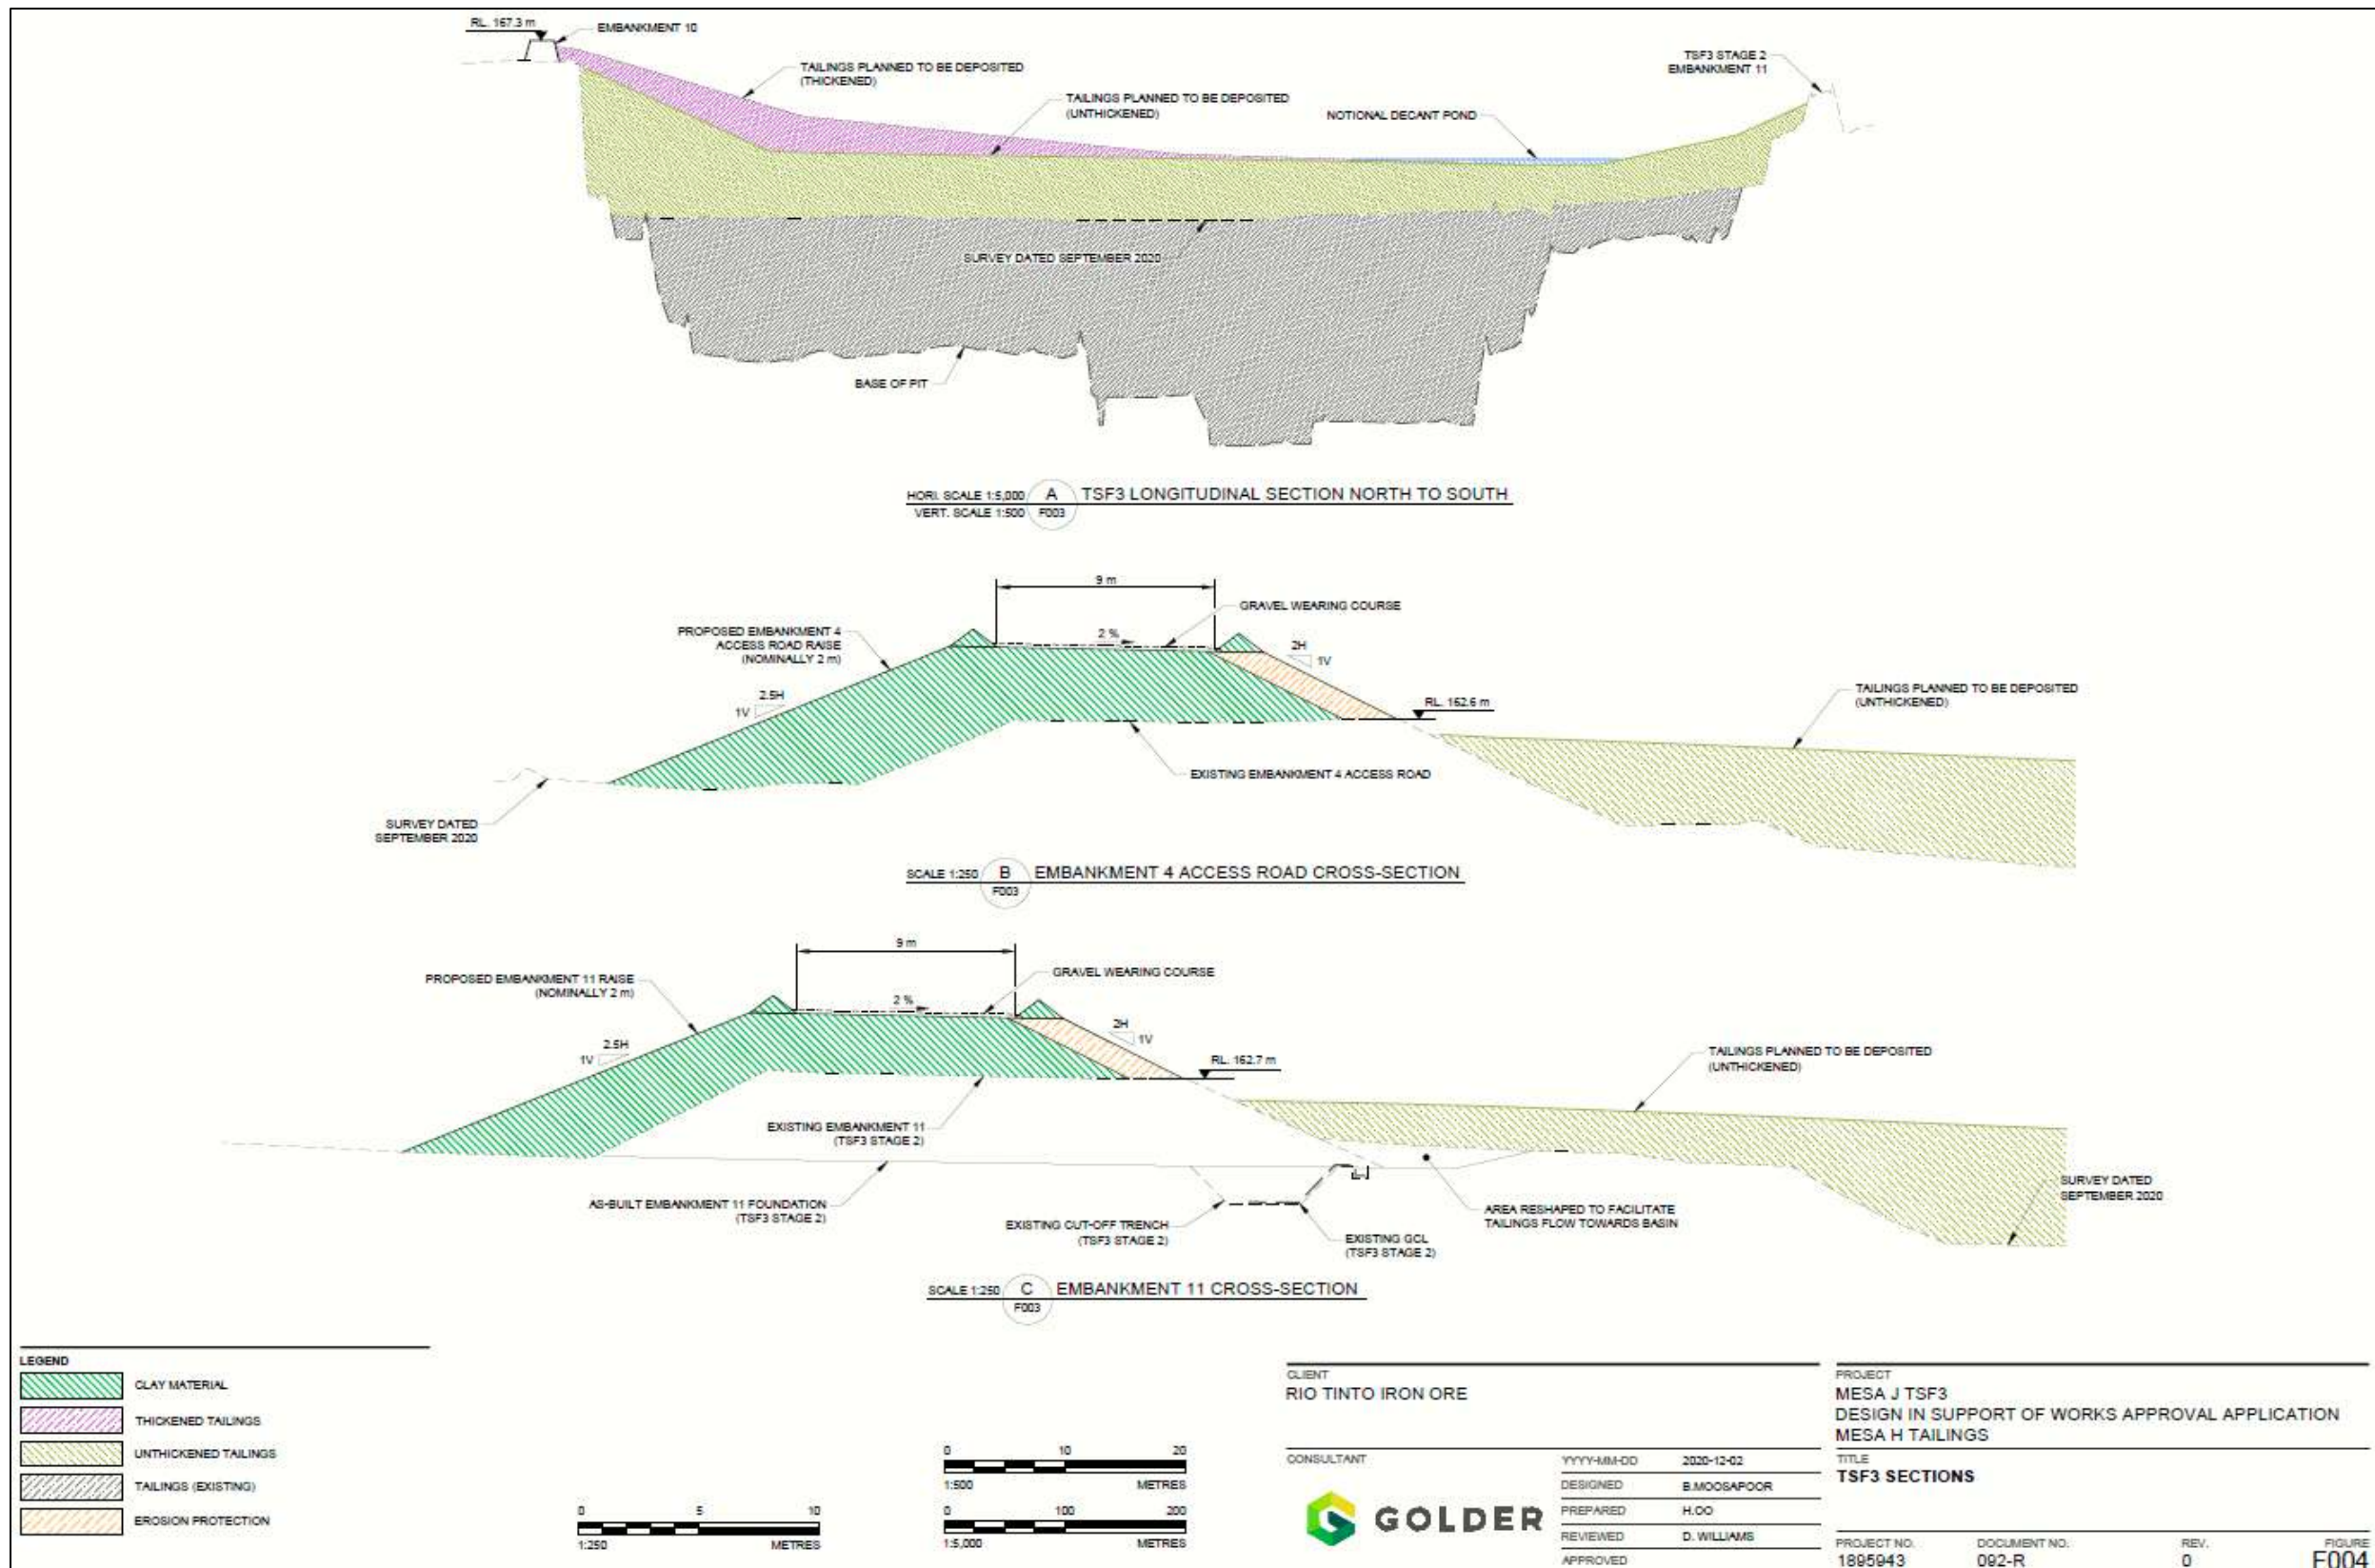 RL. 167.3 m
EMBANKMENT 10
TAILINGS PLANNED TO BE DEPOSITED
(THICKENED)
TAILINGS PLANNED TO BE DEPOSITED
(UNTHICKENED)
NOTIONAL DECANT POND
TSF3 STAGE 2
EMBANKMENT 11
SURVEY DATED SEPTEMBER 2020
BASE OF PIT
HORI. SCALE 1:5,000
VERT. SCALE 1:500
A
F003
TSF3 LONGITUDINAL SECTION NORTH TO SOUTH
9 m
GRAVEL WEARING COURSE
PROPOSED EMBANKMENT 4
ACCESS ROAD RAISE
(NOMINALLY 2 m)
2 %
2H
1V
2.5H
1V
RL. 162.6 m
TAILINGS PLANNED TO BE DEPOSITED
(UNTHICKENED)
EXISTING EMBANKMENT 4 ACCESS ROAD
SURVEY DATED
SEPTEMBER 2020
SCALE 1:250
B
F003
EMBANKMENT 4 ACCESS ROAD CROSS-SECTION
9 m
GRAVEL WEARING COURSE
PROPOSED EMBANKMENT 11 RAISE
(NOMINALLY 2 m)
2 %
2H
1V
2.5H
1V
RL. 162.7 m
TAILINGS PLANNED TO BE DEPOSITED
(UNTHICKENED)
EXISTING EMBANKMENT 11
(TSF3 STAGE 2)
AS-BUILT EMBANKMENT 11 FOUNDATION
(TSF3 STAGE 2)
EXISTING CUT-OFF TRENCH
(TSF3 STAGE 2)
EXISTING GCL
(TSF3 STAGE 2)
AREA RESHAPED TO FACILITATE
TAILINGS FLOW TOWARDS BASIN
SURVEY DATED
SEPTEMBER 2020
SCALE 1:250
C
F003
EMBANKMENT 11 CROSS-SECTION
LEGEND
CLAY MATERIAL
THICKENED TAILINGS
UNTHICKENED TAILINGS
TAILINGS (EXISTING)
EROSION PROTECTION
0 5 10
1:250 METRES
0 10 20
1:500 METRES
0 100 200
1:5,000 METRES
CLIENT
RIO TINTO IRON ORE
CONSULTANT
GOLDER
YYYY-MM-DD 2020-12-02
DESIGNED B.MOOSAPOOR
PREPARED H.OO
REVIEWED D. WILLIAMS
APPROVED
PROJECT
MESA J TSF3
DESIGN IN SUPPORT OF WORKS APPROVAL APPLICATION
MESA H TAILINGS
TITLE
TSF3 SECTIONS
PROJECT NO. DOCUMENT NO. REV. FIGURE
1895943 092-R 0 F004